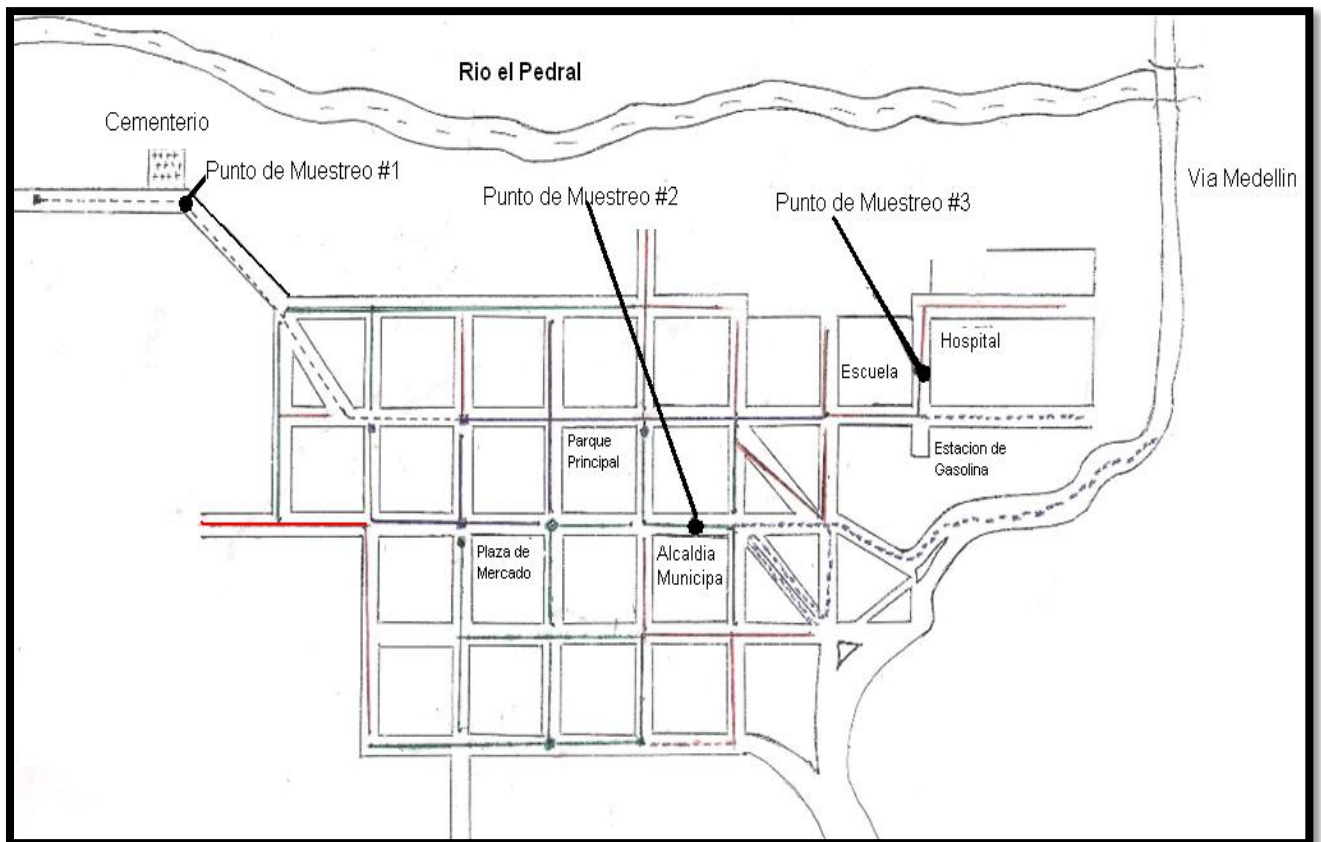 Rio el Pedral
Cementerio
Punto de Muestreo #1
Punto de Muestreo #2
Punto de Muestreo #3
Via Medellin
Hospital
Escuela
Parque
Principal
Estacion de
Gasolina
Plaza de
Mercado
Alcaldia
Municipa